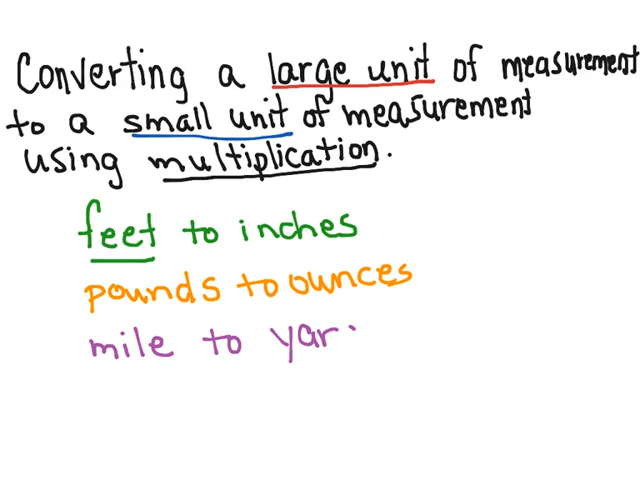 Converting a large unit of measurement
to a small unit of measurement
using multiplication.
feet to inches
pounds to ounces
mile to yar